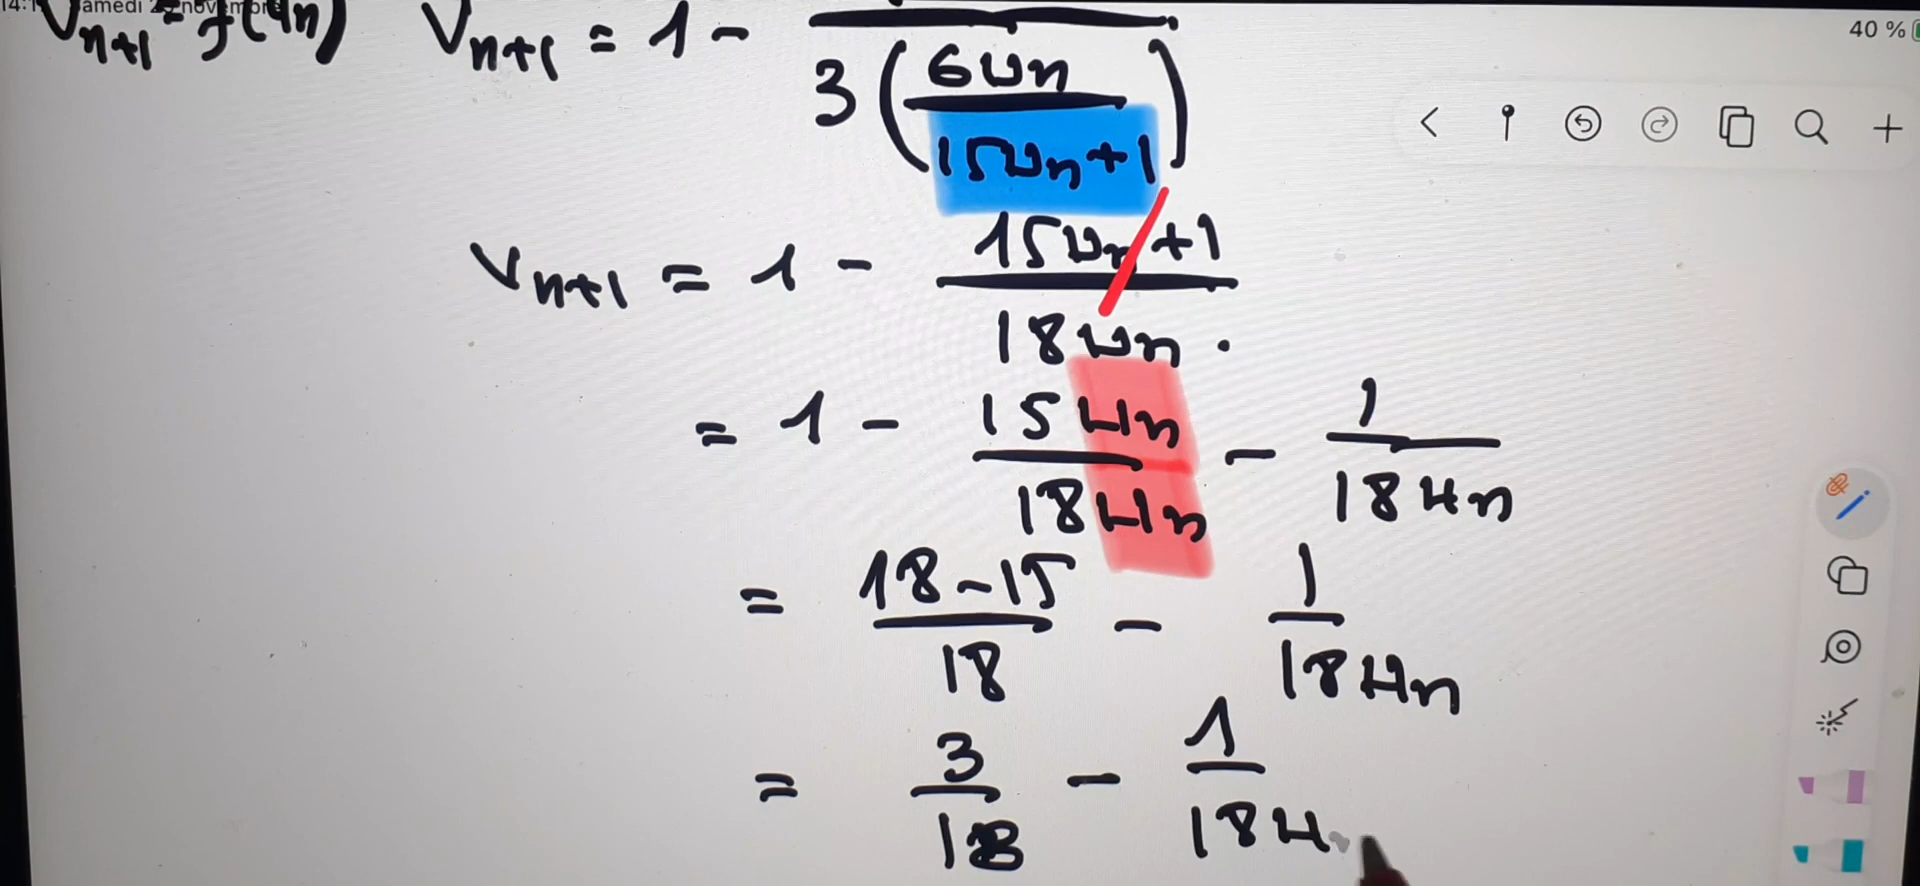 40 %
V_{n+1} = f(U_n) V_{n+1} = 1 -
3 ( 6U_n / 15U_n+1 )
V_{n+1} = 1 - 15U_n+1 / 18U_n .
= 1 - 15U_n / 18U_n - 1 / 18U_n
= 18-15 / 18 - 1 / 18U_n
= 3 / 18 - 1 / 18U